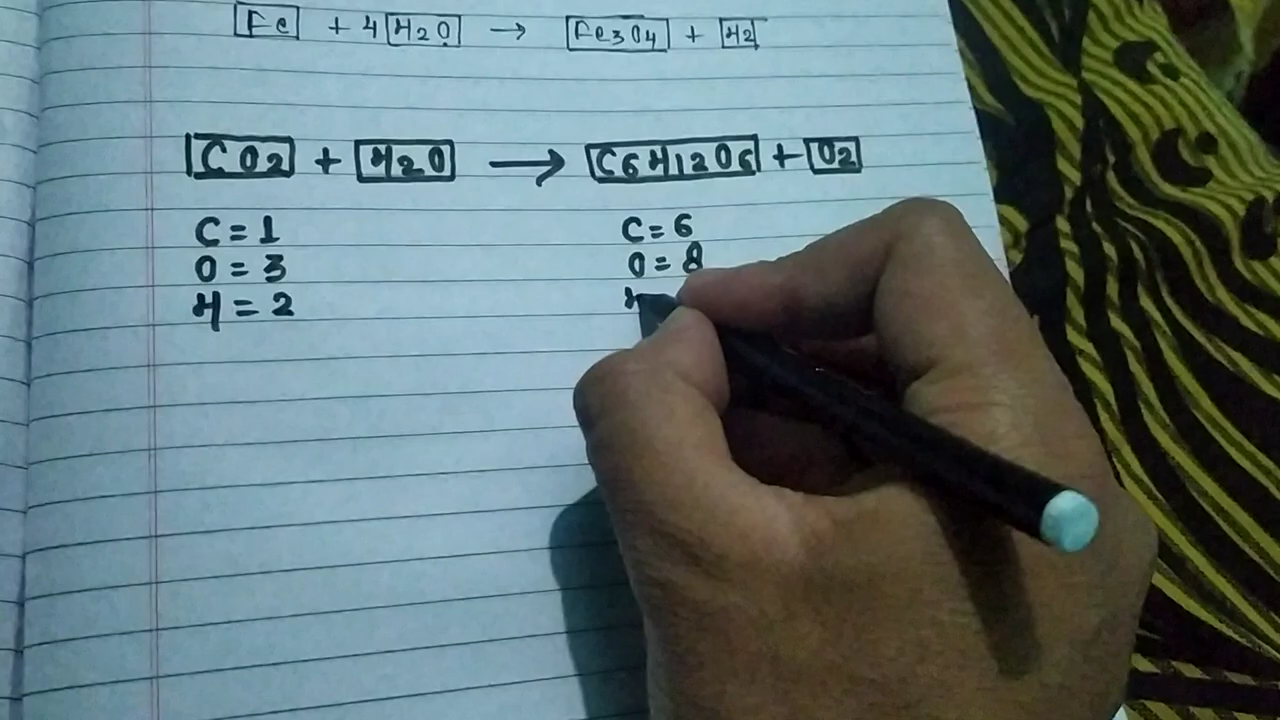 Fe + 4 H2O → Fe3O4 + H2
CO2 + H2O → C6H12O6 + O2
C = 1 C = 6
O = 3 O = 8
H = 2 H